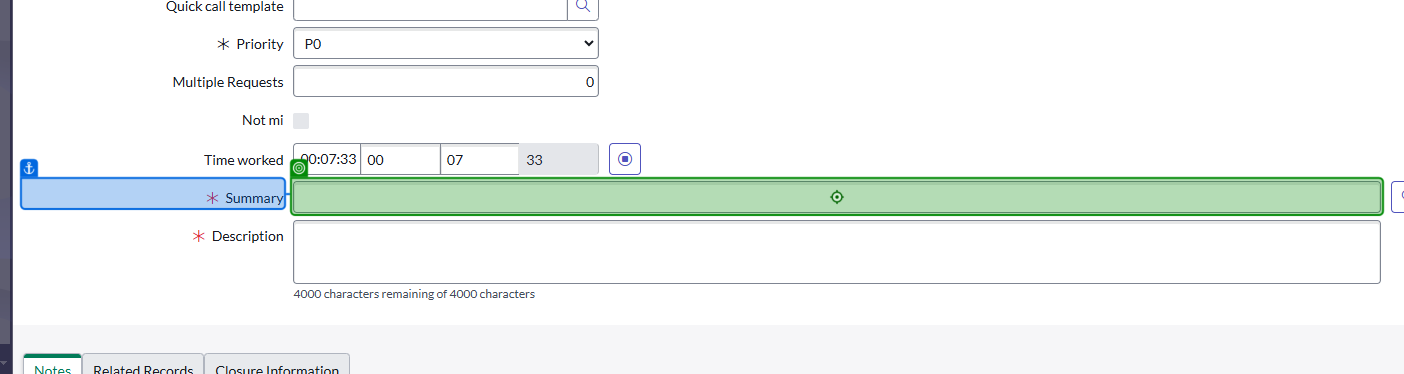 Quick call template
Priority P0
Multiple Requests 0
Not mi
Time worked 00:07:33 00 07 33
Summary
Description
4000 characters remaining of 4000 characters
Notes Related Records Closure Information